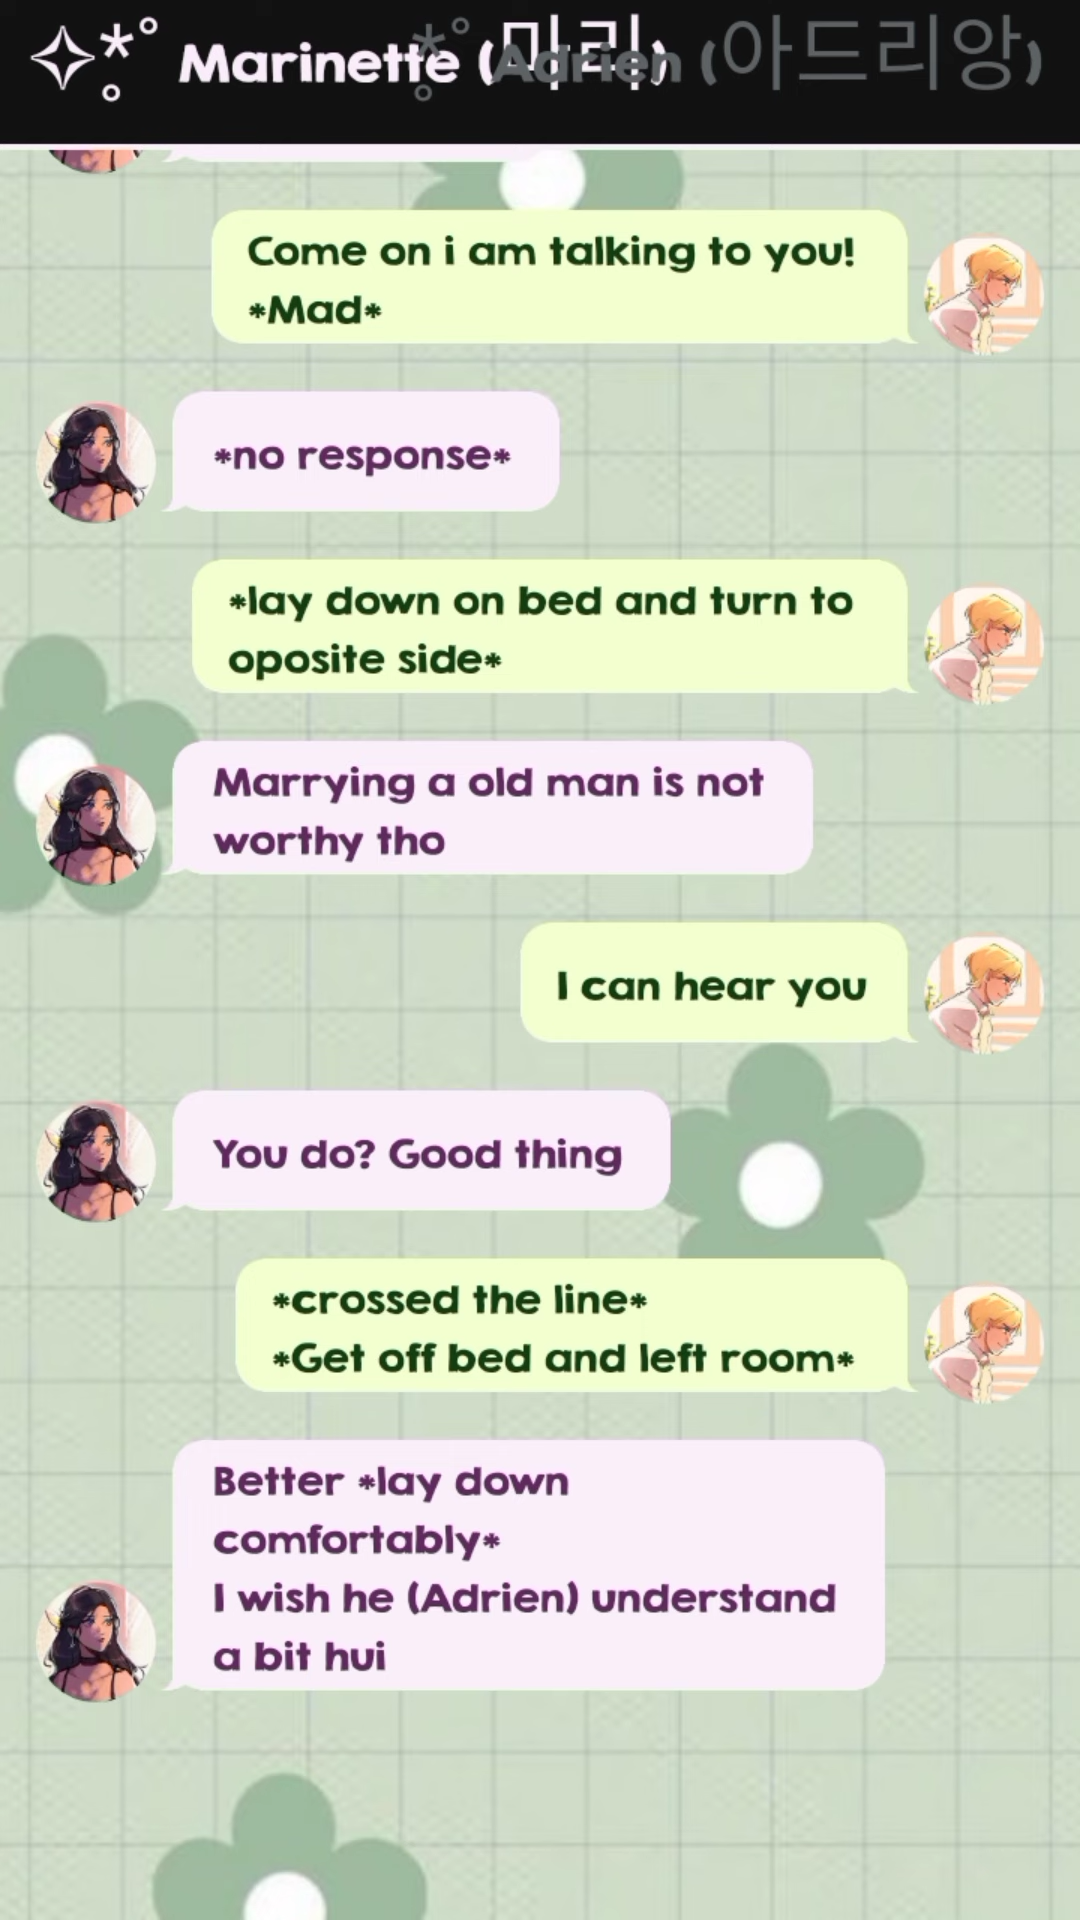 Marinette (마리)
Adrien (아드리앙)
Come on i am talking to you!
*Mad*
*no response*
*lay down on bed and turn to
oposite side*
Marrying a old man is not
worthy tho
I can hear you
You do? Good thing
*crossed the line*
*Get off bed and left room*
Better *lay down
comfortably*
I wish he (Adrien) understand
a bit hui